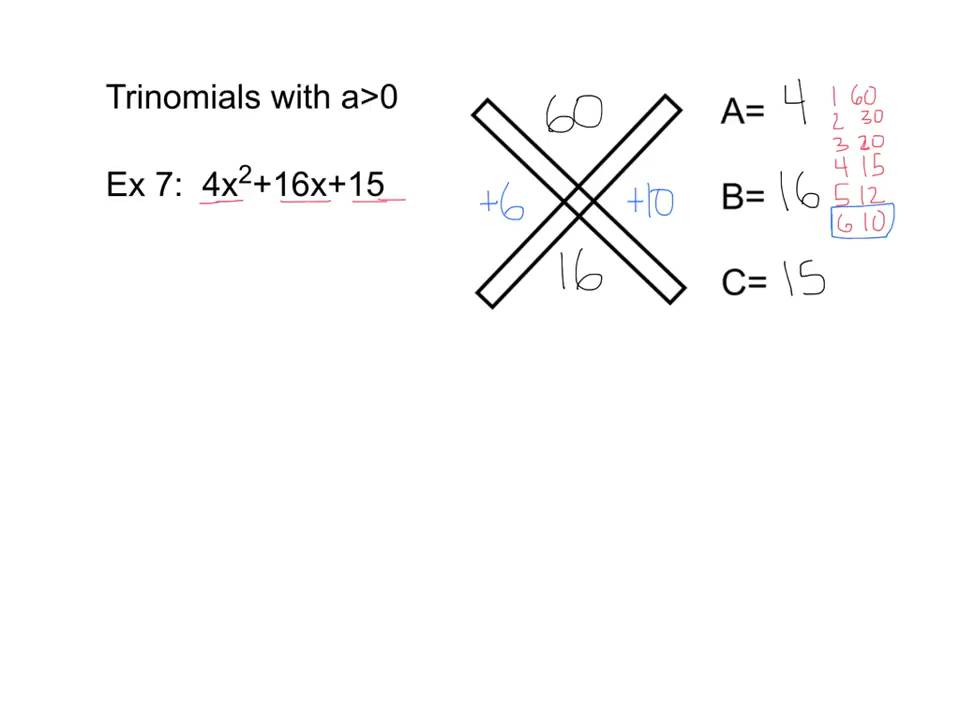 Trinomials with a>0
Ex 7: 4x²+16x+15
60
+6 +10
16
A= 4
B= 16
C= 15
1 60
2 30
3 20
4 15
5 12
6 10